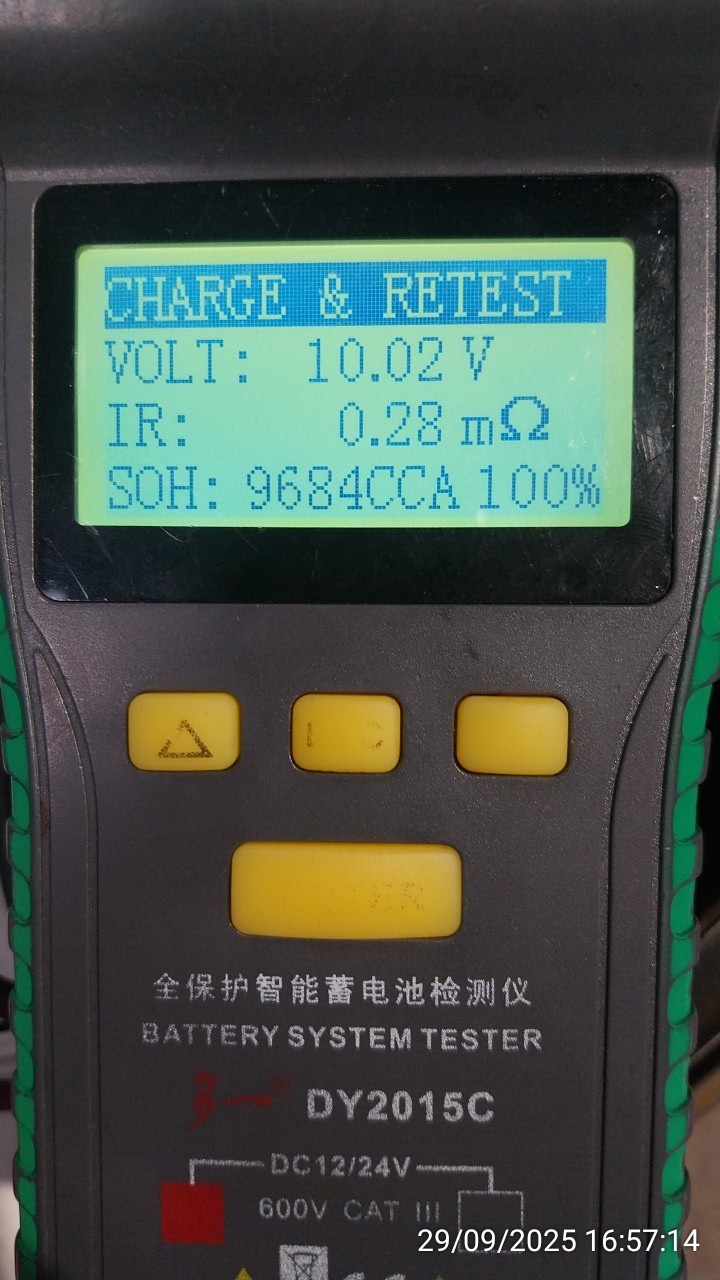 CHARGE & RETEST
VOLT: 10.02 V
IR: 0.28 mΩ
SOH: 9684CCA 100%
全保护智能蓄电池检测仪
BATTERY SYSTEM TESTER
DY2015C
DC12/24V
600V CAT III
29/09/2025 16:57:14